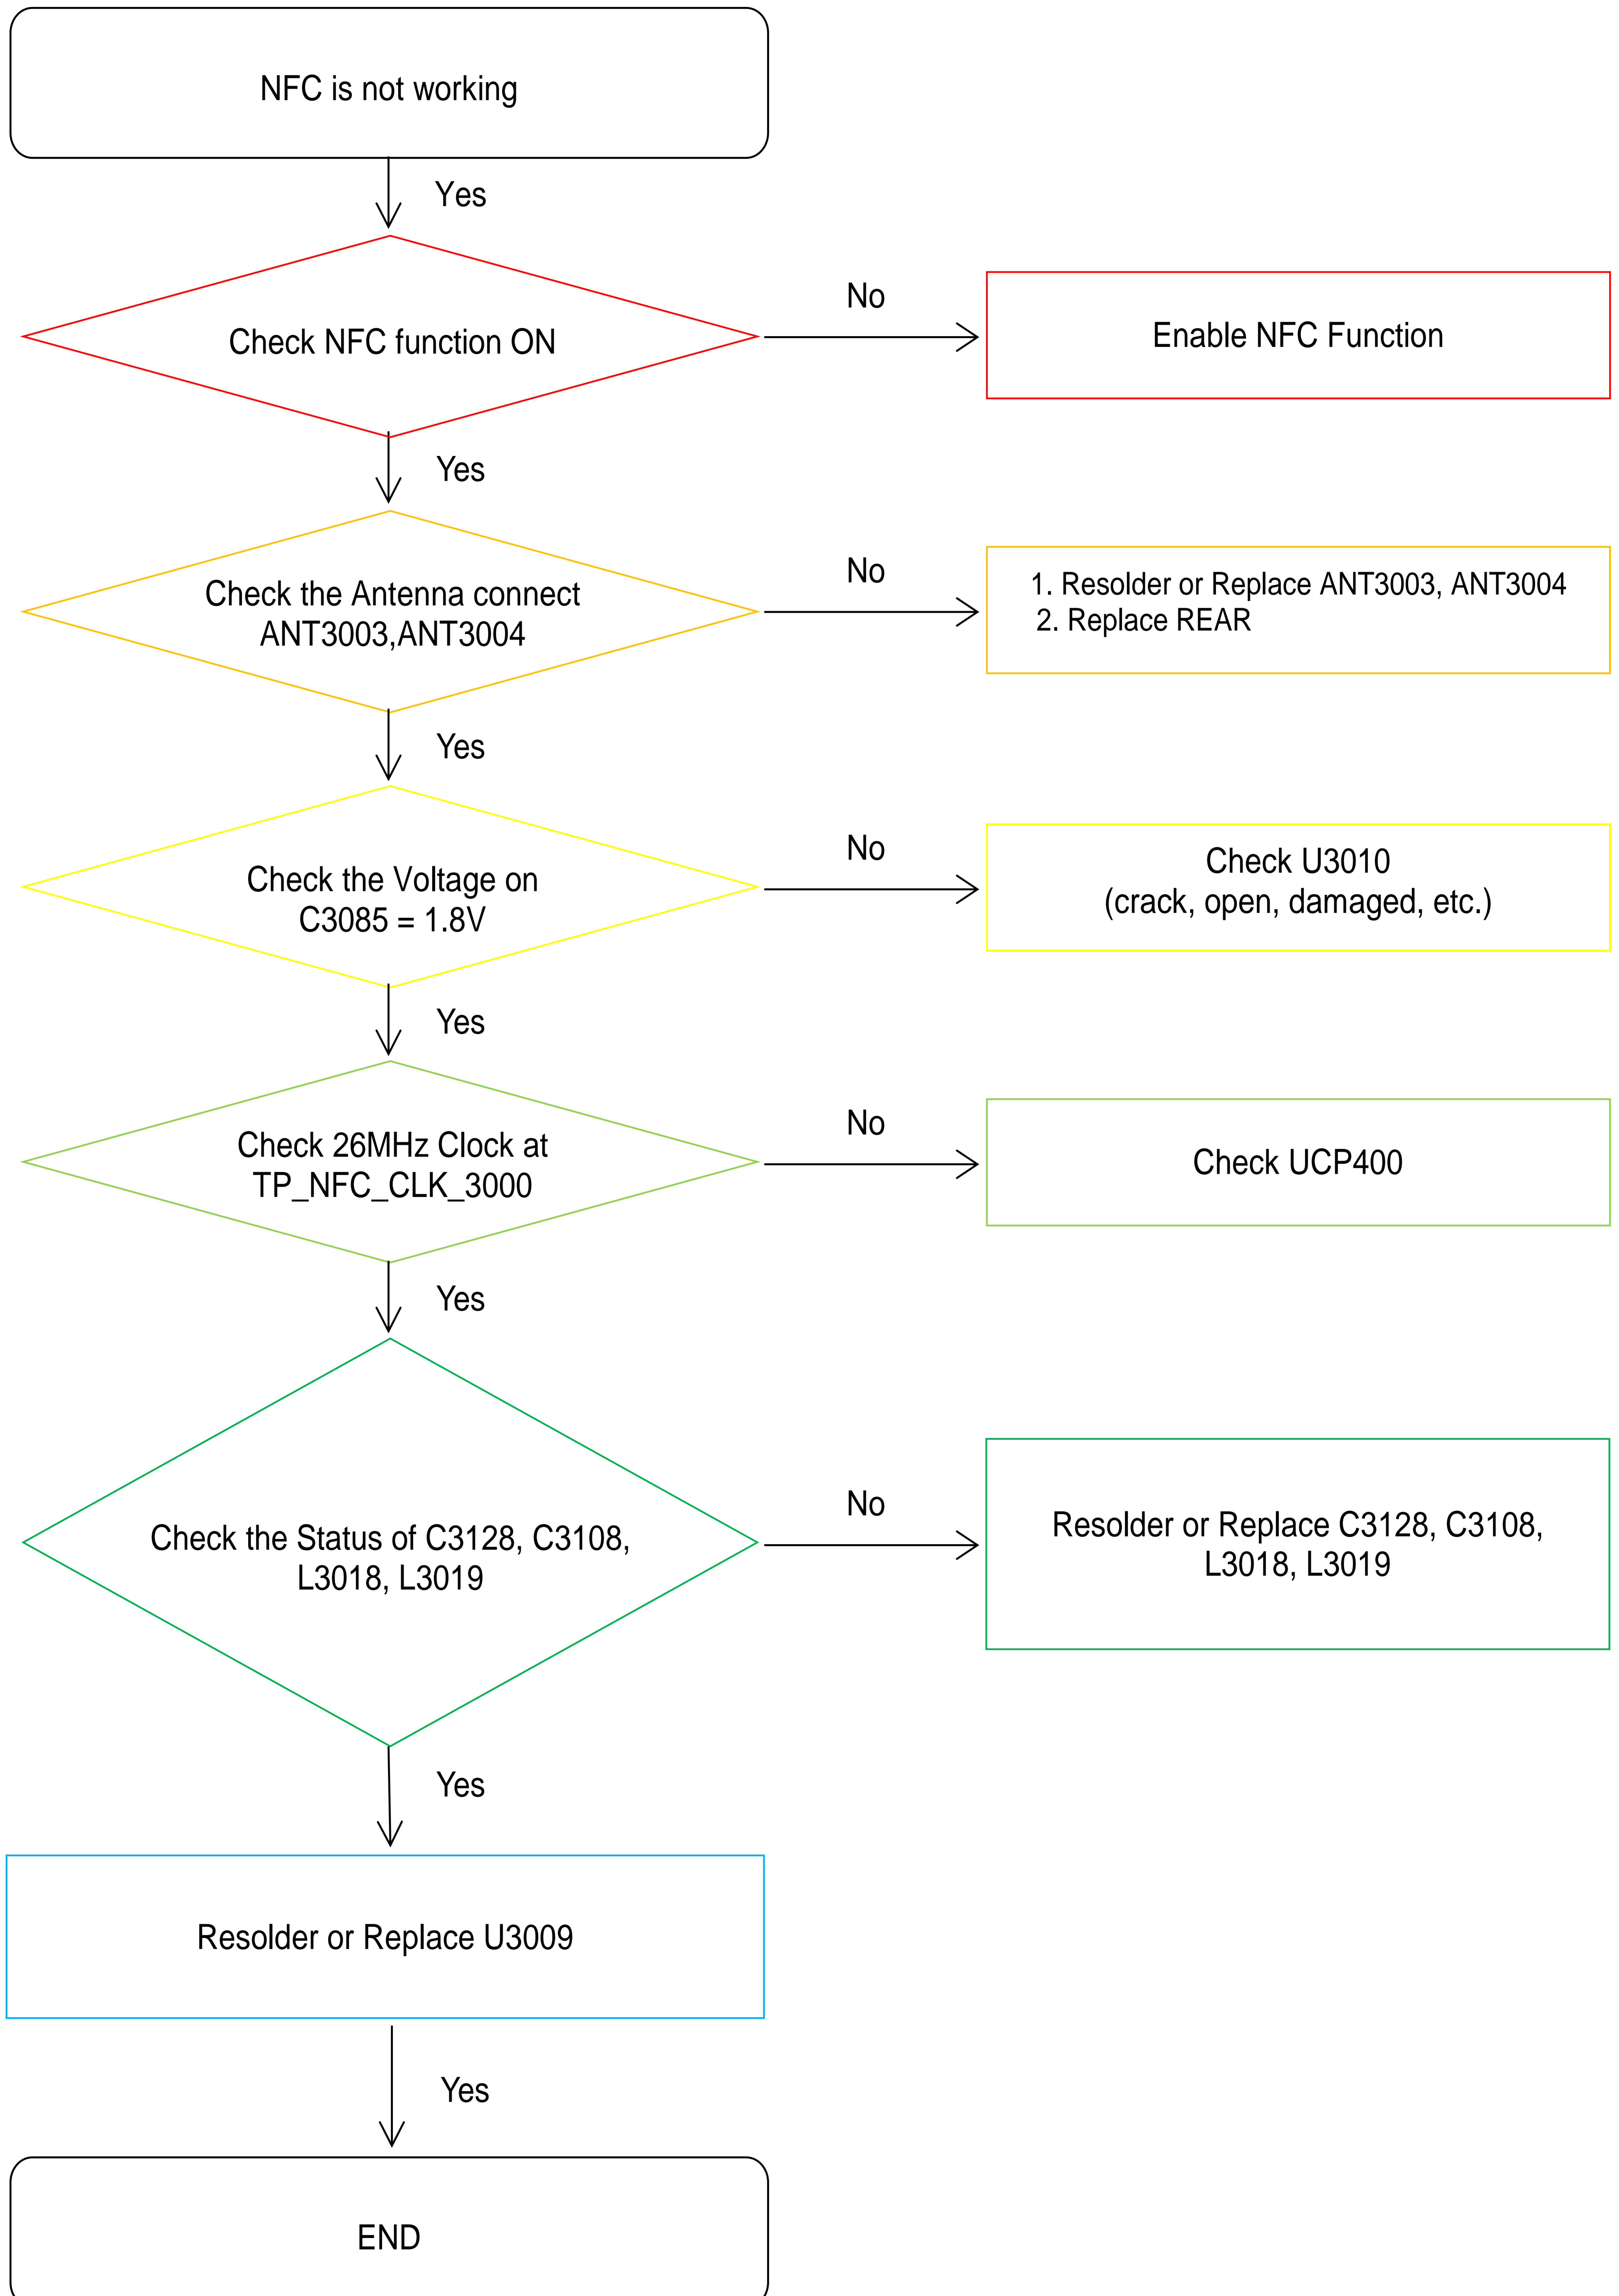 NFC is not working
Yes
Check NFC function ON
No
Enable NFC Function
Yes
Check the Antenna connect
ANT3003,ANT3004
No
1. Resolder or Replace ANT3003, ANT3004
2. Replace REAR
Yes
Check the Voltage on
C3085 = 1.8V
No
Check U3010
(crack, open, damaged, etc.)
Yes
Check 26MHz Clock at
TP_NFC_CLK_3000
No
Check UCP400
Yes
Check the Status of C3128, C3108,
L3018, L3019
No
Resolder or Replace C3128, C3108,
L3018, L3019
Yes
Resolder or Replace U3009
Yes
END